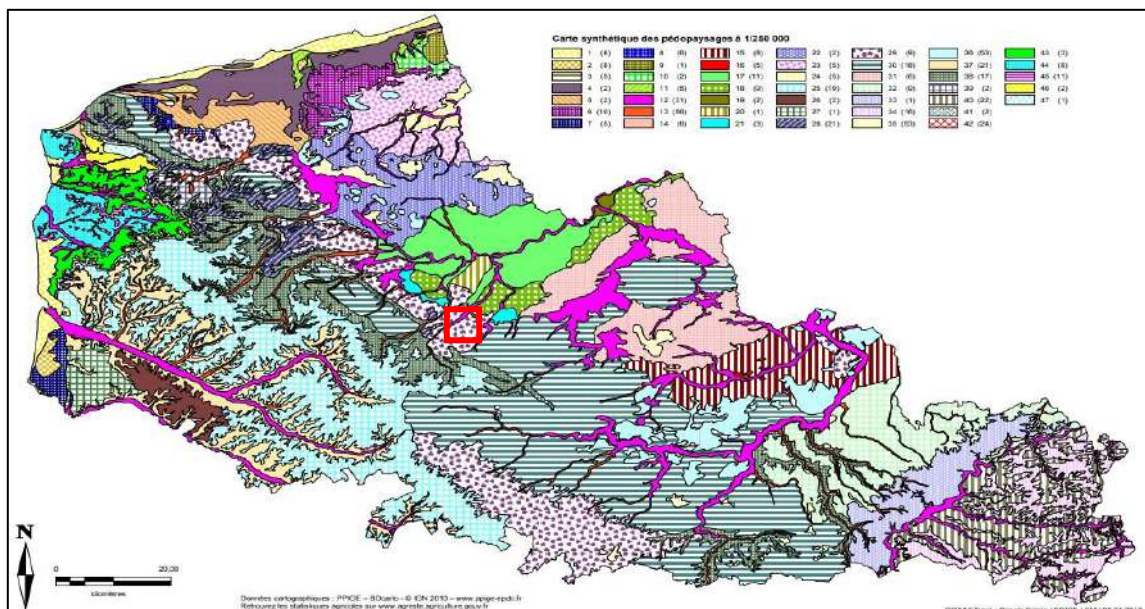 Carte synthétique des pédopaysages à 1/250 000
1 (8) 8 (6) 15 (8) 22 (2) 29 (9) 36 (53) 43 (3)
2 (8) 9 (1) 16 (5) 23 (5) 30 (18) 37 (21) 44 (8)
3 (5) 10 (2) 17 (11) 24 (5) 31 (6) 38 (17) 45 (11)
4 (2) 11 (5) 18 (9) 25 (19) 32 (9) 39 (2) 46 (2)
5 (2) 12 (31) 19 (2) 26 (2) 33 (1) 40 (22) 47 (1)
6 (16) 13 (86) 20 (1) 27 (1) 34 (16) 41 (2)
7 (5) 14 (6) 21 (3) 28 (21) 35 (53) 42 (24)
N
0 20,00
kilomètres
Données cartographiques : PPIGE – BDcarto - © IGN 2010 – www.ppige-npdc.fr
Retrouvez les statistiques agricoles sur www.agreste.agriculture.gouv.fr